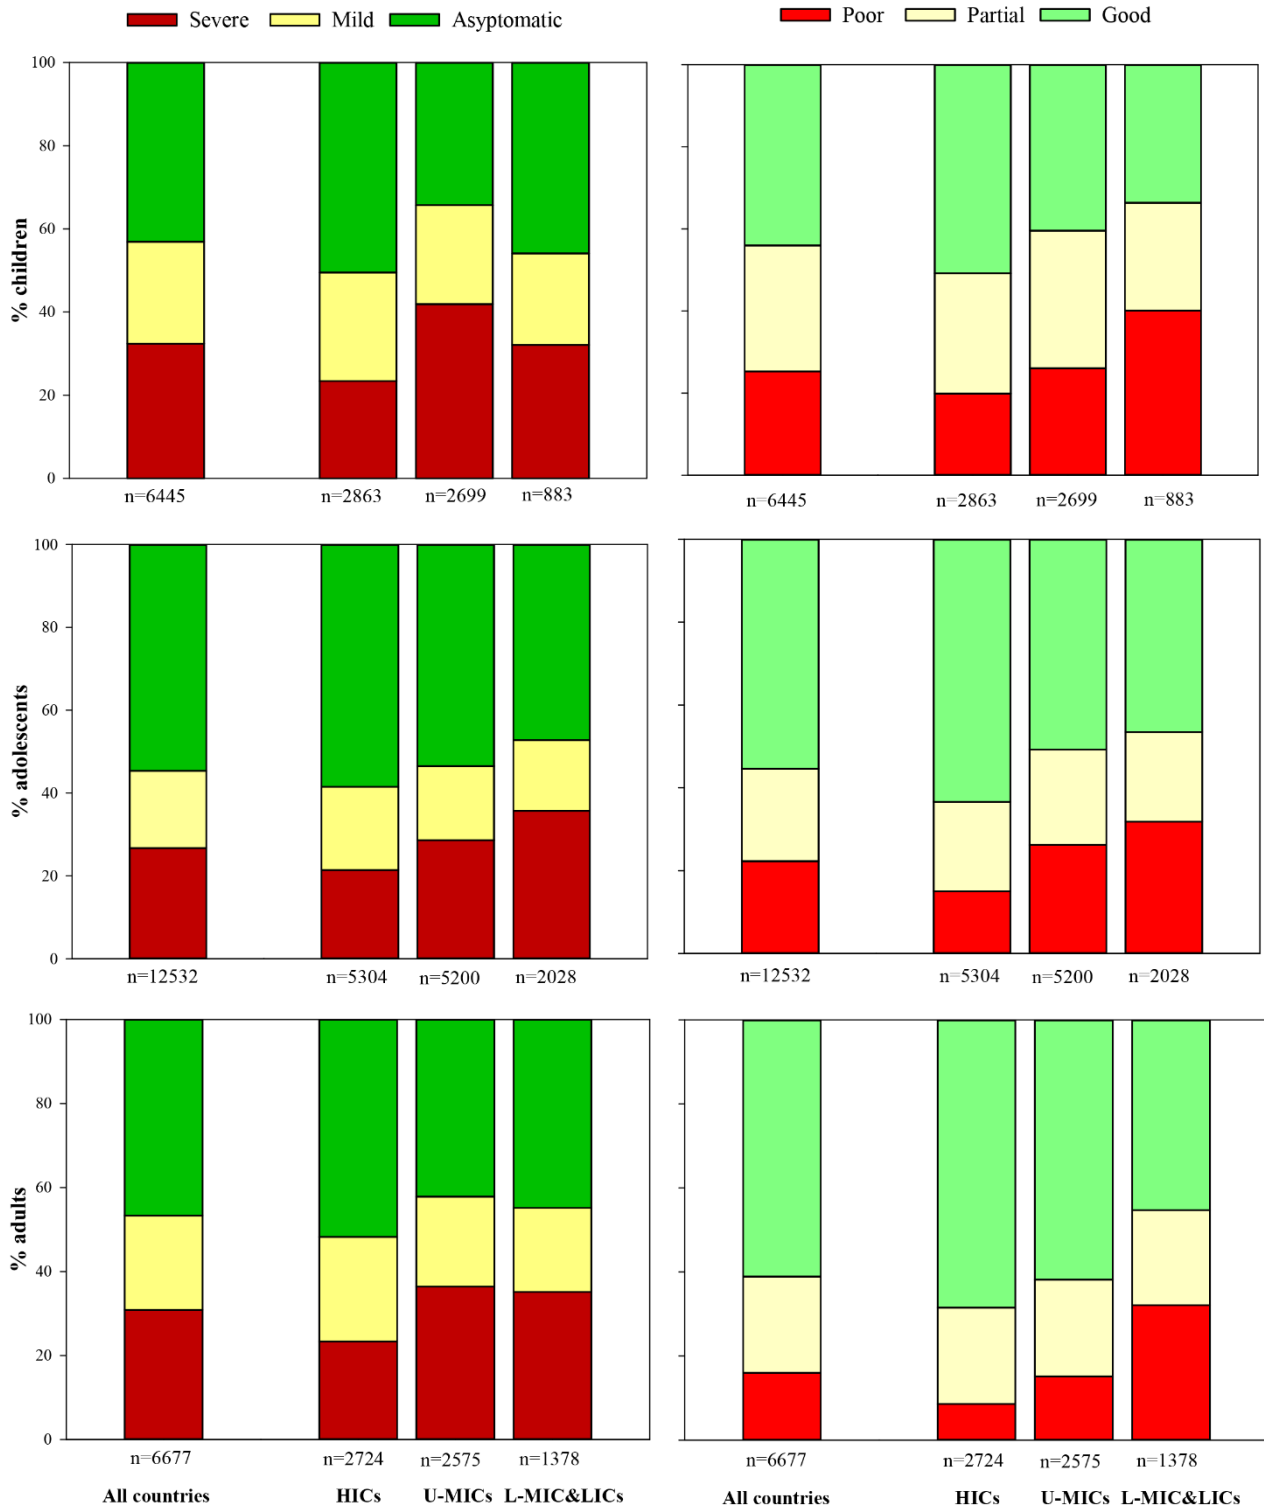 Severe Mild Asyptomatic
Poor Partial Good
100
80
60
40
20
0
% children
n=6445 n=2863 n=2699 n=883
n=6445 n=2863 n=2699 n=883
100
80
60
40
20
0
% adolescents
n=12532 n=5304 n=5200 n=2028
n=12532 n=5304 n=5200 n=2028
100
80
60
40
20
0
% adults
n=6677 n=2724 n=2575 n=1378
n=6677 n=2724 n=2575 n=1378
All countries HICs U-MICs L-MIC&LICs
All countries HICs U-MICs L-MIC&LICs